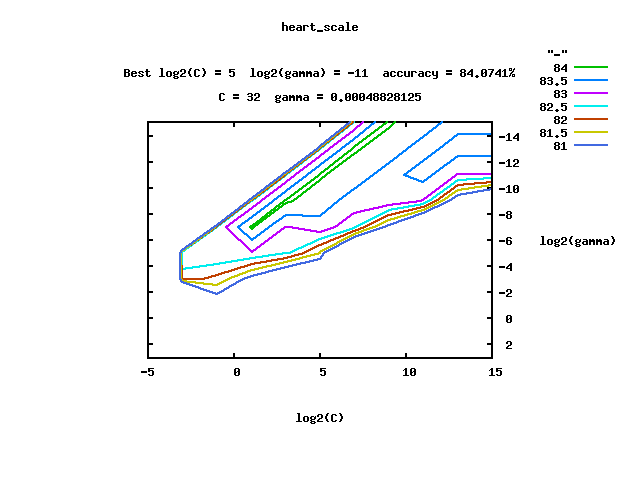 heart_scale
Best log2(C) = 5  log2(gamma) = -11  accuracy = 84.0741%
C = 32  gamma = 0.00048828125
"-"
84
83.5
83
82.5
82
81.5
81
-14
-12
-10
-8
-6
-4
-2
0
2
log2(gamma)
-5 0 5 10 15
log2(C)